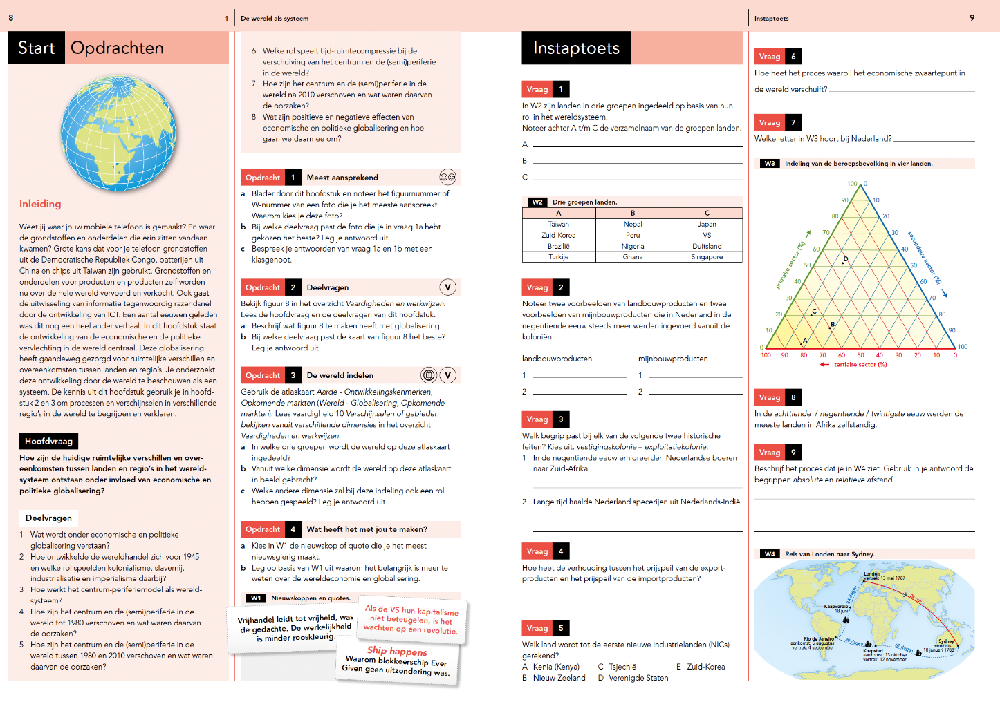 8
1
De wereld als systeem
Start Opdrachten
Inleiding
Weet jij waar jouw mobiele telefoon is gemaakt? En waar
de grondstoffen en onderdelen die erin zitten vandaan
kwamen? Grote kans dat voor je telefoon grondstoffen
uit de Democratische Republiek Congo, batterijen uit
China en chips uit Taiwan zijn gebruikt. Grondstoffen en
onderdelen voor producten en producten zelf worden
nu over de hele wereld vervoerd en verkocht. Ook gaat
de uitwisseling van informatie tegenwoordig razendsnel
door de ontwikkeling van ICT. Een aantal eeuwen geleden
was dit nog een heel ander verhaal. In dit hoofdstuk staat
de ontwikkeling van de economische en de politieke
vervlechting in de wereld centraal. Deze globalisering
heeft gaandeweg gezorgd voor ruimtelijke verschillen en
overeenkomsten tussen landen en regio's. Je onderzoekt
deze ontwikkeling door de wereld te beschouwen als een
systeem. De kennis uit dit hoofdstuk gebruik je in hoofd-
stuk 2 en 3 om processen en verschijnselen in verschillende
regio's in de wereld te begrijpen en verklaren.
Hoofdvraag
Hoe zijn de huidige ruimtelijke verschillen en over-
eenkomsten tussen landen en regio's in het wereld-
systeem ontstaan onder invloed van economische en
politieke globalisering?
Deelvragen
1 Wat wordt onder economische en politieke
globalisering verstaan?
2 Hoe ontwikkelde de wereldhandel zich voor 1945
en welke rol speelden kolonialisme, slavernij,
industrialisatie en imperialisme daarbij?
3 Hoe werkt het centrum-periferiemodel als wereld-
systeem?
4 Hoe zijn het centrum en de (semi)periferie in de
wereld tot 1980 verschoven en wat waren daarvan
de oorzaken?
5 Hoe zijn het centrum en de (semi)periferie in de
wereld tussen 1980 en 2010 verschoven en wat waren
daarvan de oorzaken?
6 Welke rol speelt tijd-ruimtecompressie bij de
verschuiving van het centrum en de (semi)periferie
in de wereld?
7 Hoe zijn het centrum en de (semi)periferie in de
wereld na 2010 verschoven en wat waren daarvan
de oorzaken?
8 Wat zijn positieve en negatieve effecten van
economische en politieke globalisering en hoe
gaan we daarmee om?
Opdracht 1 Meest aansprekend
a Blader door dit hoofdstuk en noteer het figuurnummer of
W-nummer van een foto die je het meeste aanspreekt.
Waarom kies je deze foto?
b Bij welke deelvraag past de foto die je in vraag 1a hebt
gekozen het beste? Leg je antwoord uit.
c Bespreek je antwoorden van vraag 1a en 1b met een
klasgenoot.
Opdracht 2 Deelvragen V
Bekijk figuur 8 in het overzicht Vaardigheden en werkwijzen.
Lees de hoofdvraag en de deelvragen van dit hoofdstuk.
a Beschrijf wat figuur 8 te maken heeft met globalisering.
b Bij welke deelvraag past de kaart van figuur 8 het beste?
Leg je antwoord uit.
Opdracht 3 De wereld indelen V
Gebruik de atlaskaart Aarde - Ontwikkelingskenmerken,
Opkomende markten (Wereld - Globalisering, Opkomende
markten). Lees vaardigheid 10 Verschijnselen of gebieden
bekijken vanuit verschillende dimensies in het overzicht
Vaardigheden en werkwijzen.
a In welke drie groepen wordt de wereld op deze atlaskaart
ingedeeld?
b Vanuit welke dimensie wordt de wereld op deze atlaskaart
in beeld gebracht?
c Welke andere dimensie zal bij deze indeling ook een rol
hebben gespeeld? Leg je antwoord uit.
Opdracht 4 Wat heeft het met jou te maken?
a Kies in W1 de nieuwskop of quote die je het meest
nieuwsgierig maakt.
b Leg op basis van W1 uit waarom het belangrijk is meer te
weten over de wereldeconomie en globalisering.
W1 Nieuwskoppen en quotes.
Vrijhandel leidt tot vrijheid, was
de gedachte. De werkelijkheid
is minder rooskleurig.
Als de VS hun kapitalisme
niet beteugelen, is het
wachten op een revolutie.
Ship happens
Waarom blokkeerschip Ever
Given geen uitzondering was.
Instaptoets
9
Instaptoets
Vraag 1
In W2 zijn landen in drie groepen ingedeeld op basis van hun
rol in het wereldsysteem.
Noteer achter A t/m C de verzamelnaam van de groepen landen.
A
B
C
W2 Drie groepen landen.
A B C
Taiwan Nepal Japan
Zuid-Korea Peru VS
Brazilië Nigeria Duitsland
Turkije Ghana Singapore
Vraag 2
Noteer twee voorbeelden van landbouwproducten en twee
voorbeelden van mijnbouwproducten die in Nederland in de
negentiende eeuw steeds meer werden ingevoerd vanuit de
koloniën.
landbouwproducten mijnbouwproducten
1 1
2 2
Vraag 3
Welk begrip past bij elk van de volgende twee historische
feiten? Kies uit: vestigingskolonie – exploitatiekolonie.
1 In de negentiende eeuw emigreerden Nederlandse boeren
naar Zuid-Afrika.
2 Lange tijd haalde Nederland specerijen uit Nederlands-Indië.
Vraag 4
Hoe heet de verhouding tussen het prijspeil van de export-
producten en het prijspeil van de importproducten?
Vraag 5
Welk land wordt tot de eerste nieuwe industrielanden (NICs)
gerekend?
A Kenia (Kenya) C Tsjechië E Zuid-Korea
B Nieuw-Zeeland D Verenigde Staten
Vraag 6
Hoe heet het proces waarbij het economische zwaartepunt in
de wereld verschuift?
Vraag 7
Welke letter in W3 hoort bij Nederland?
W3 Indeling van de beroepsbevolking in vier landen.
100 0
90 10
80 20
70 30
60 40
50 50
40 60
30 70
20 80
10 90
0 100
100 90 80 70 60 50 40 30 20 10 0
primaire sector (%)
secundaire sector (%)
tertiaire sector (%)
D
C
B
A
Vraag 8
In de achttiende / negentiende / twintigste eeuw werden de
meeste landen in Afrika zelfstandig.
Vraag 9
Beschrijf het proces dat je in W4 ziet. Gebruik in je antwoord de
begrippen absolute en relatieve afstand.
W4 Reis van Londen naar Sydney.
Londen
vertrek: 13 mei 1787
24 uur
84 dagen
Kaapverdië
18 juni
Rio de Janeiro
aankomst: 5 augustus
vertrek: 4 september
39 dagen
Kaapstad
aankomst: 13 oktober
vertrek: 12 november
67 dagen
Sydney
aankomst:
18 januari 1788